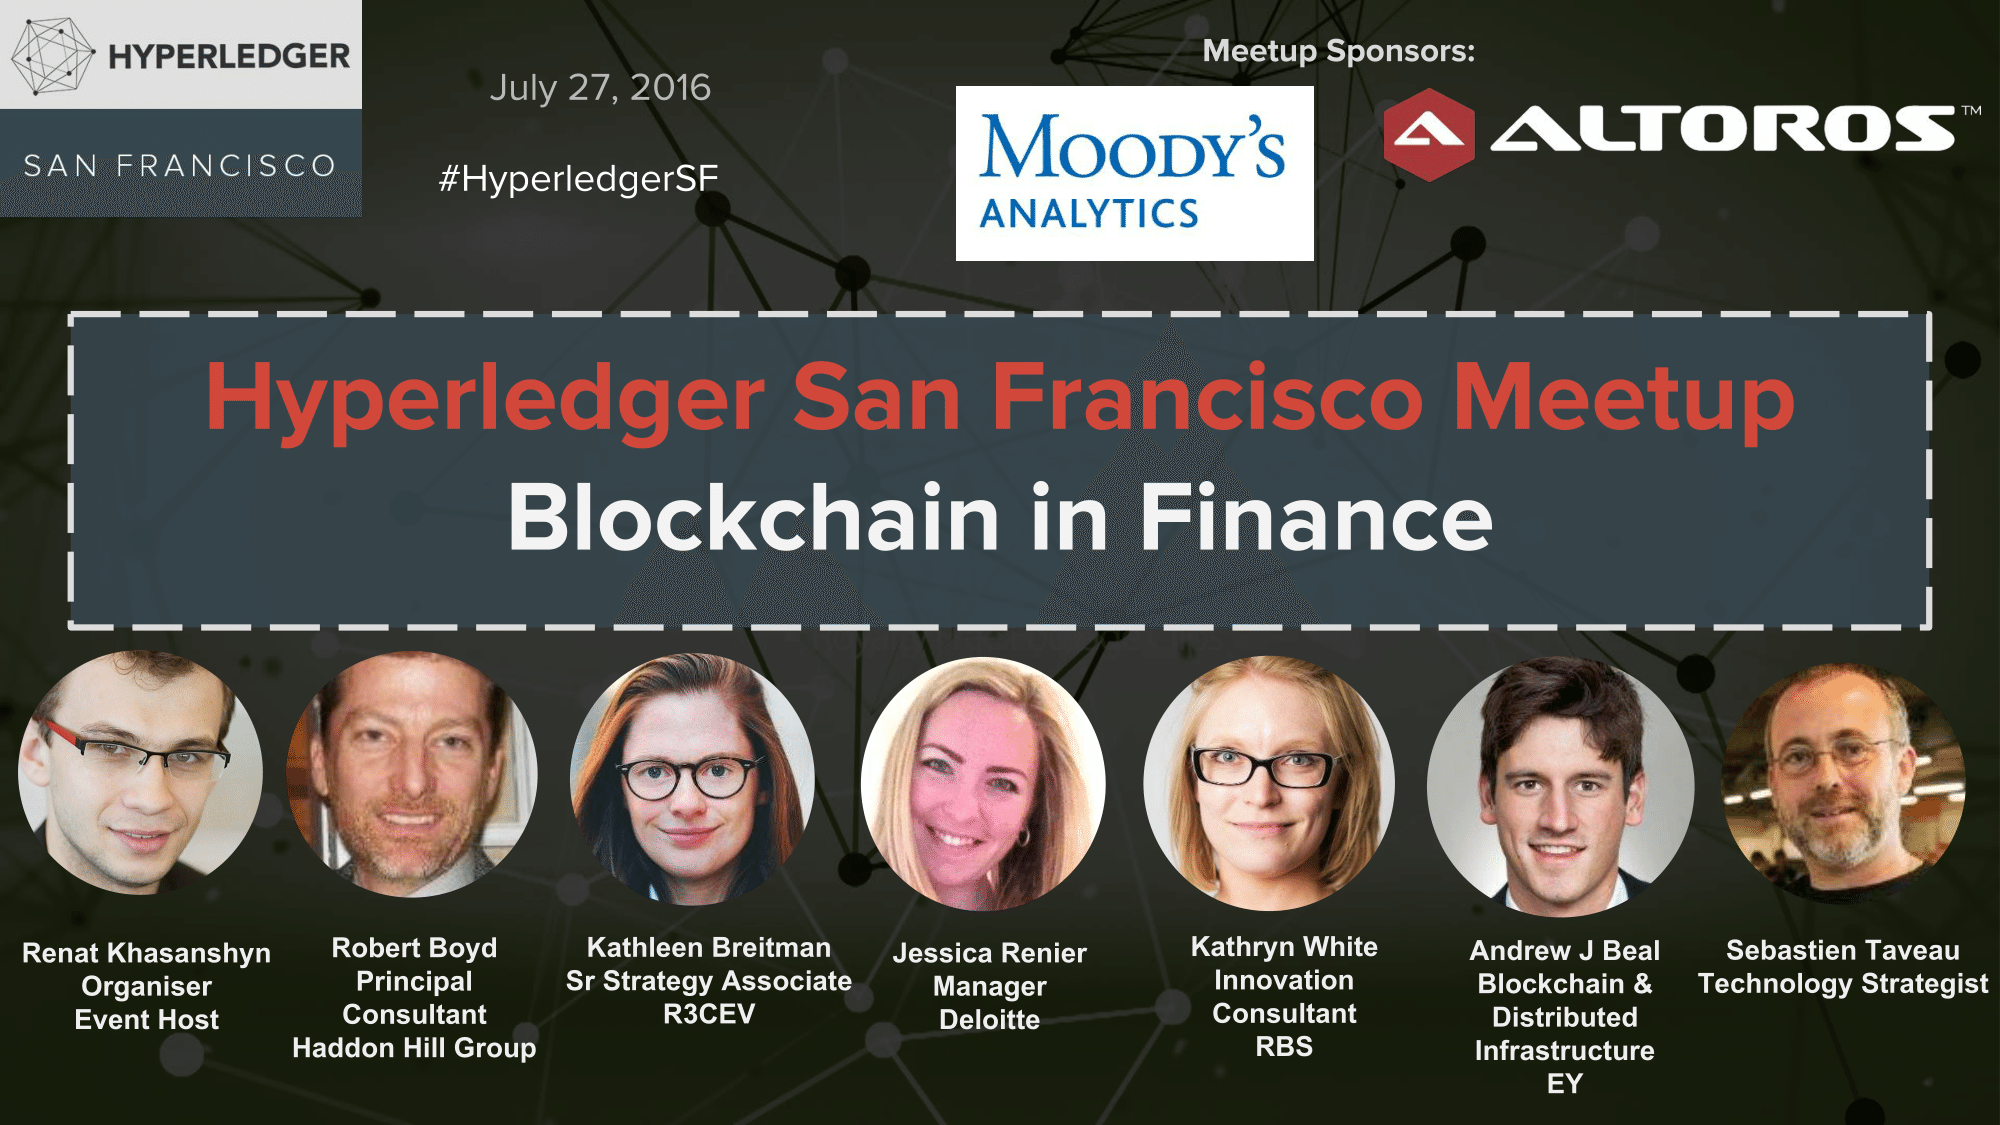 HYPERLEDGER
SAN FRANCISCO
July 27, 2016
#HyperledgerSF
Meetup Sponsors:
MOODY'S
ANALYTICS
ALTOROS™
Hyperledger San Francisco Meetup
Blockchain in Finance
Renat Khasanshyn
Organiser
Event Host
Robert Boyd
Principal
Consultant
Haddon Hill Group
Kathleen Breitman
Sr Strategy Associate
R3CEV
Jessica Renier
Manager
Deloitte
Kathryn White
Innovation
Consultant
RBS
Andrew J Beal
Blockchain &
Distributed
Infrastructure
EY
Sebastien Taveau
Technology Strategist